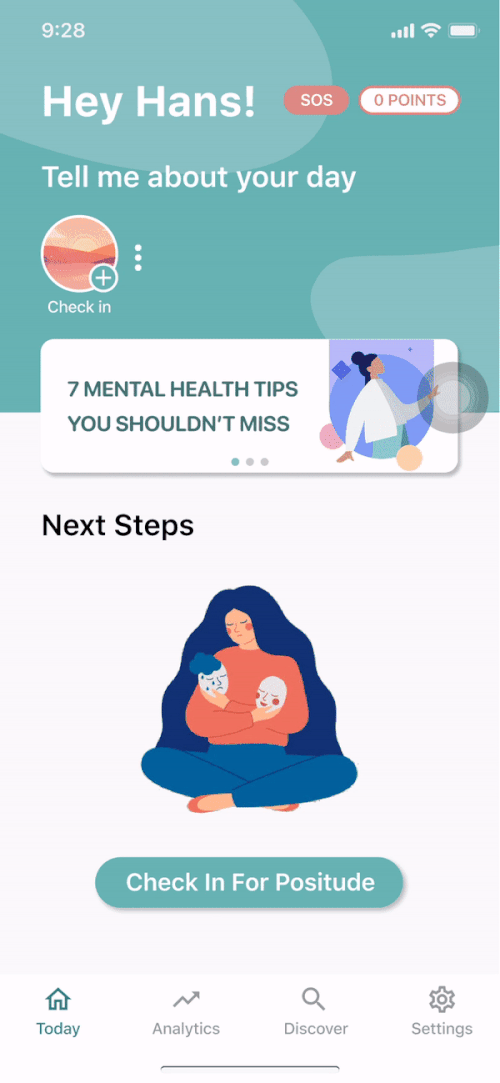 9:28
Hey Hans!
SOS
0 POINTS
Tell me about your day
Check in
7 MENTAL HEALTH TIPS
YOU SHOULDN'T MISS
Next Steps
Check In For Positude
Today
Analytics
Discover
Settings